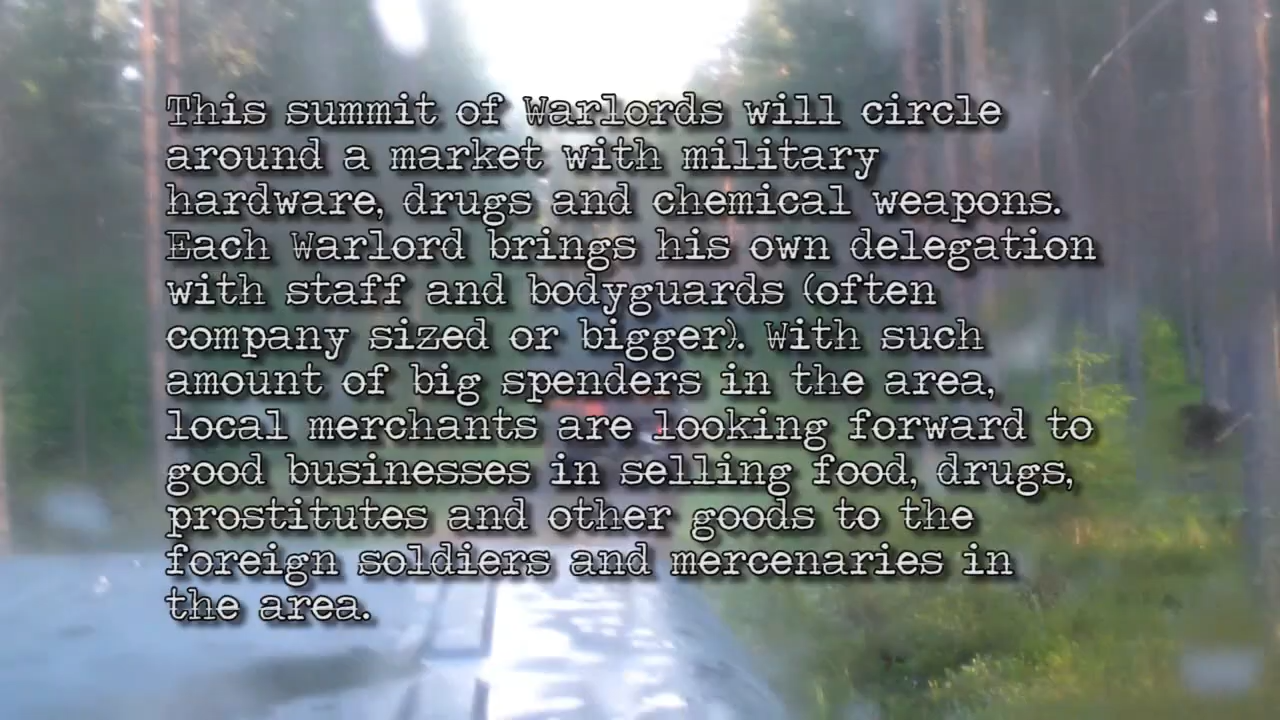 This summit of Warlords will circle
around a market with military
hardware, drugs and chemical weapons.
Each Warlord brings his own delegation
with staff and bodyguards (often
company sized or bigger). With such
amount of big spenders in the area,
local merchants are looking forward to
good businesses in selling food, drugs,
prostitutes and other goods to the
foreign soldiers and mercenaries in
the area.